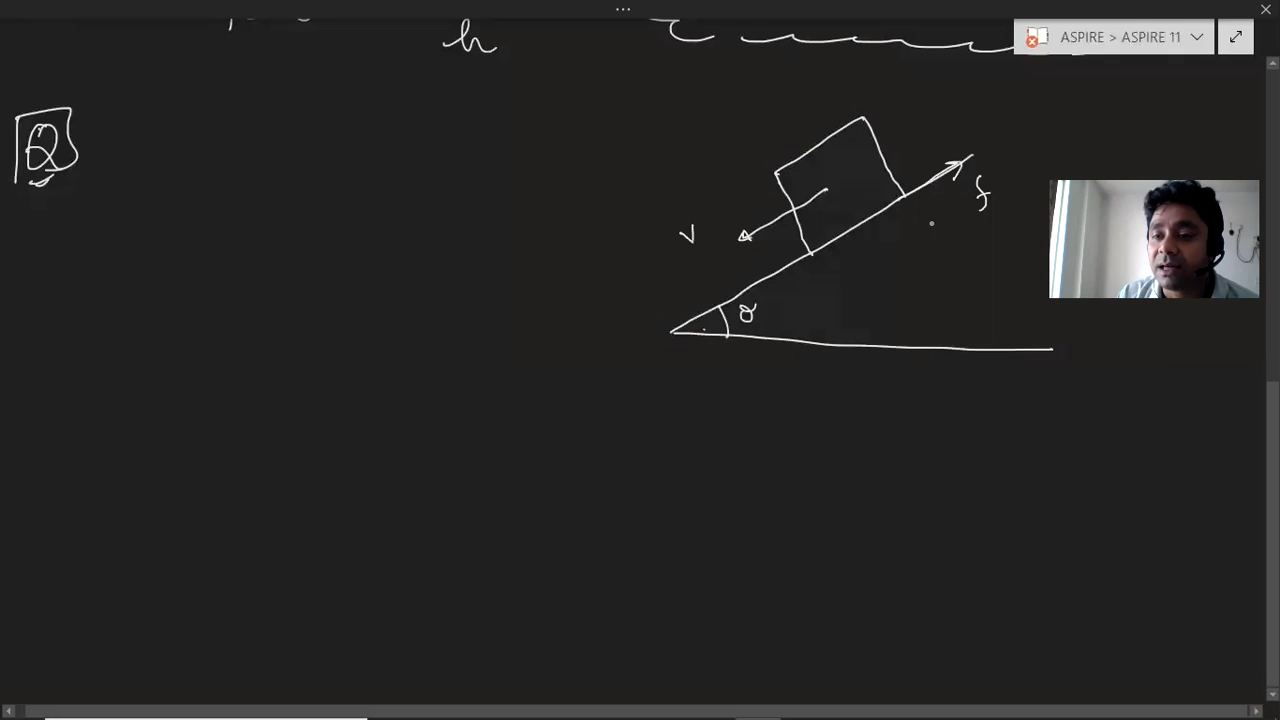 h
ASPIRE > ASPIRE 11
Q
f
v
θ